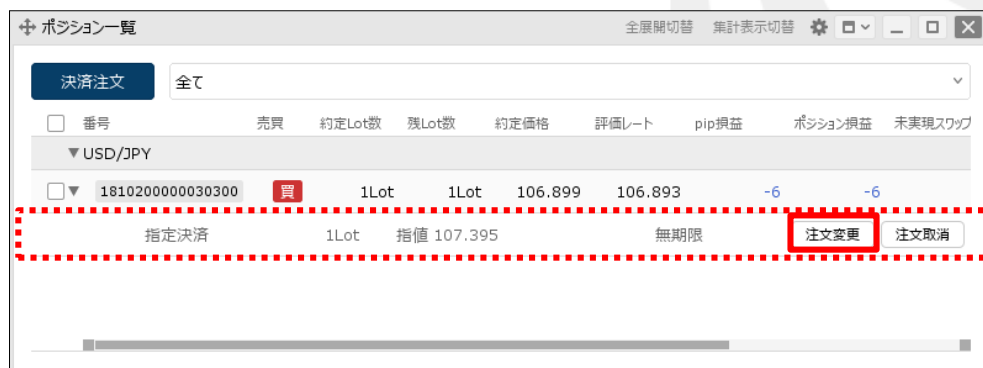 ポジション一覧 全展開切替 集計表示切替
決済注文 全て
番号 売買 約定Lot数 残Lot数 約定価格 評価レート pip損益 ポジション損益 未実現スワップ
▼USD/JPY
▼ 1810200000030300 買 1Lot 1Lot 106.899 106.893 -6 -6
指定決済 1Lot 指値 107.395 無期限 注文変更 注文取消